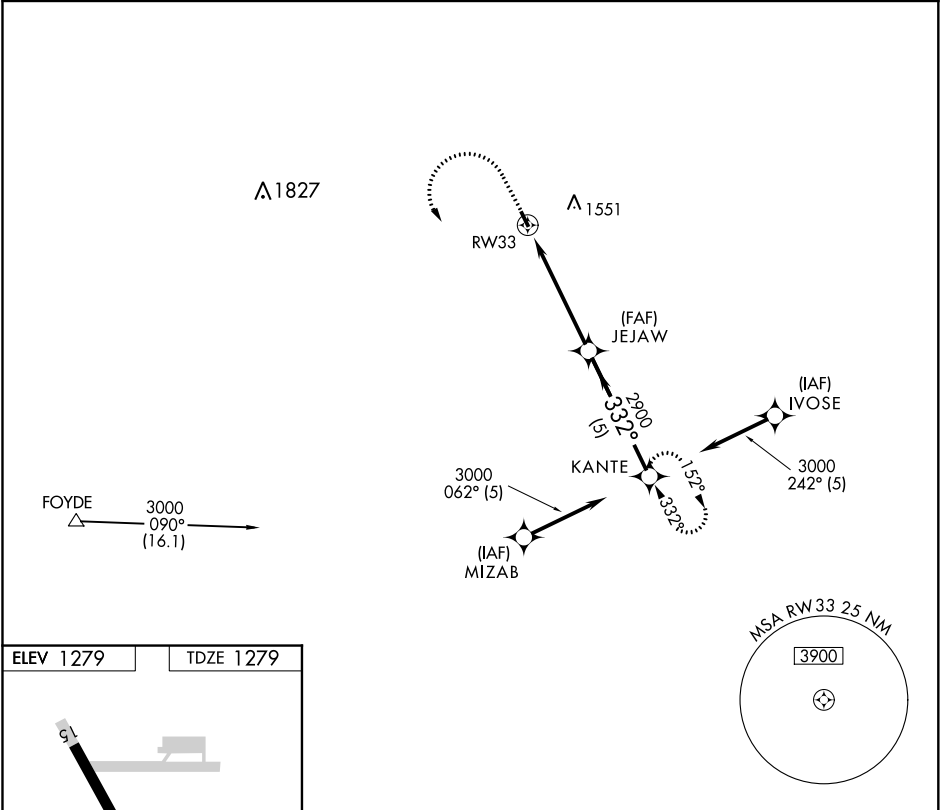 1827
1551
RW33
(FAF)
JEJAW
(IAF)
IVOSE
2900
332°
(5)
KANTE
152°
332°
3000
242° (5)
3000
062° (5)
FOYDE
3000
090°
(16.1)
(IAF)
MIZAB
MSA RW33 25 NM
3900
ELEV 1279
TDZE 1279
15